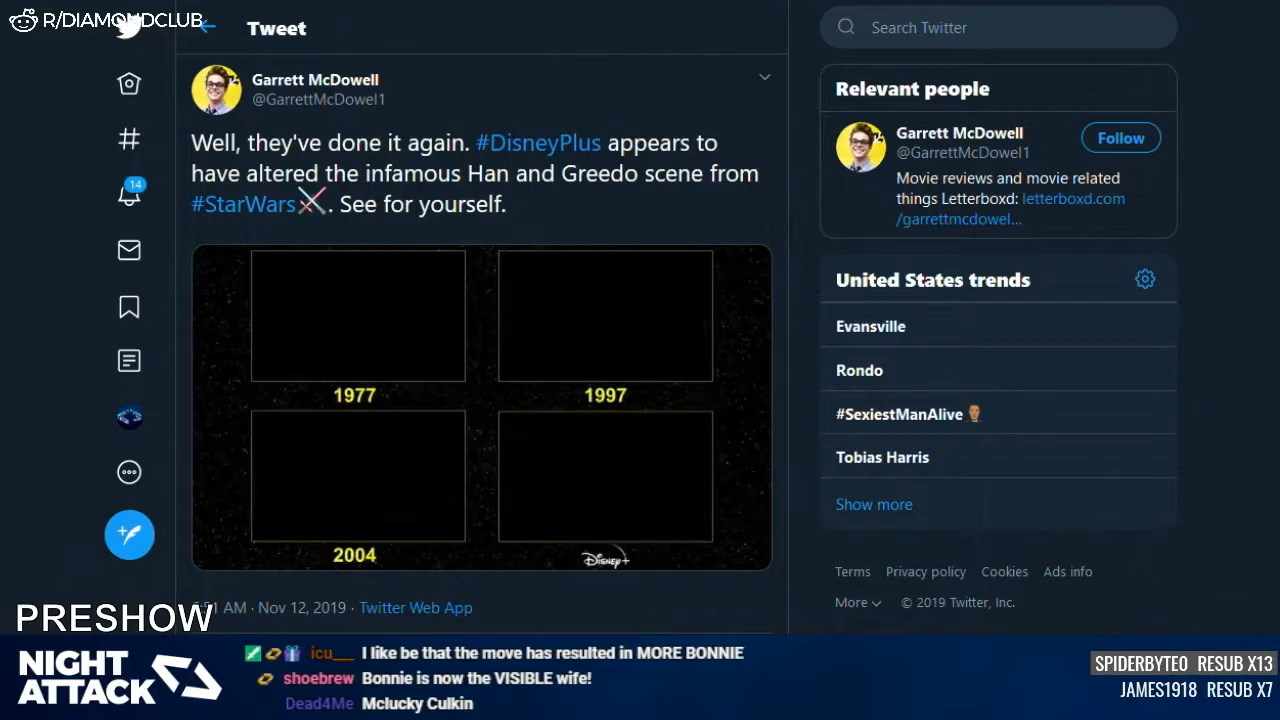 R/DIAMONDCLUB
Tweet
Search Twitter
Garrett McDowell
@GarrettMcDowel1
Well, they've done it again. #DisneyPlus appears to
have altered the infamous Han and Greedo scene from
#StarWars. See for yourself.
1977
1997
2004
Disney+
51 AM · Nov 12, 2019 · Twitter Web App
14
Relevant people
Garrett McDowell
Follow
@GarrettMcDowel1
Movie reviews and movie related
things Letterboxd: letterboxd.com
/garrettmcdowel...
United States trends
Evansville
Rondo
#SexiestManAlive
Tobias Harris
Show more
Terms Privacy policy Cookies Ads info
More © 2019 Twitter, Inc.
PRESHOW
NIGHT
ATTACK
icu__ I like be that the move has resulted in MORE BONNIE
shoebrew Bonnie is now the VISIBLE wife!
Dead4Me Mclucky Culkin
SPIDERBYTE0 RESUB X13
JAMES1918 RESUB X7